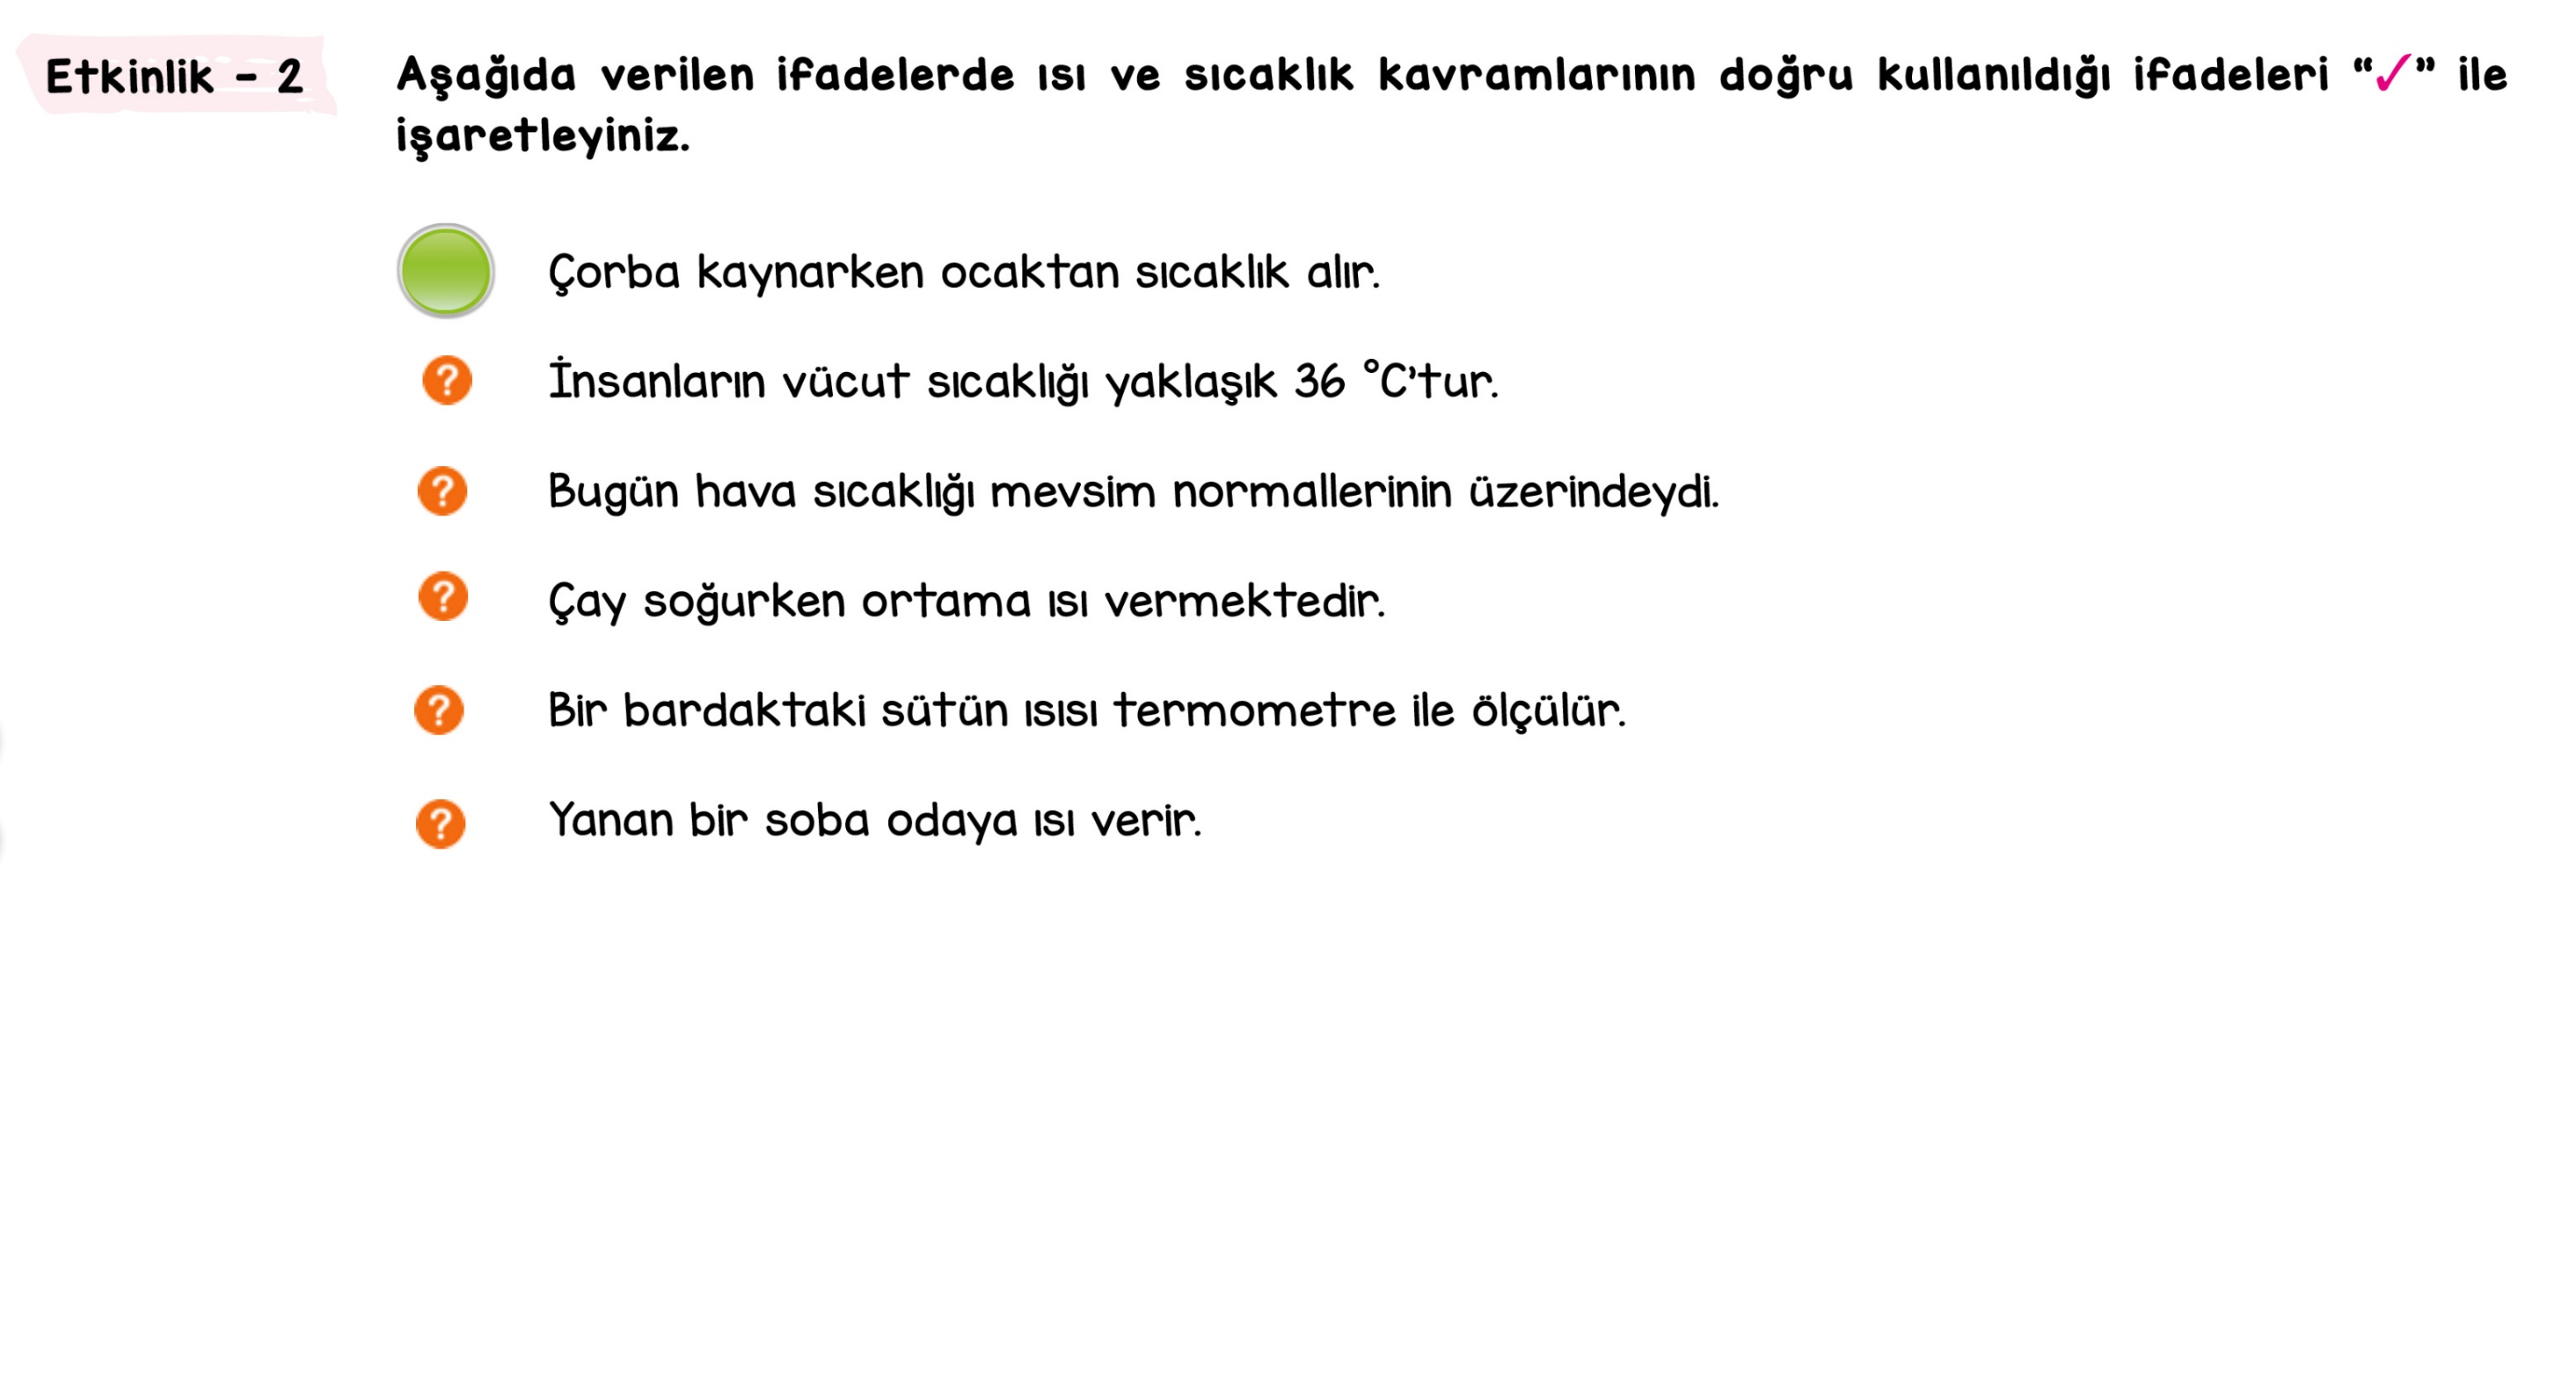 Etkinlik - 2
Aşağıda verilen ifadelerde ısı ve sıcaklık kavramlarının doğru kullanıldığı ifadeleri “✓” ile
işaretleyiniz.
Çorba kaynarken ocaktan sıcaklık alır.
? İnsanların vücut sıcaklığı yaklaşık 36 °C'tur.
? Bugün hava sıcaklığı mevsim normallerinin üzerindeydi.
? Çay soğurken ortama ısı vermektedir.
? Bir bardaktaki sütün ısısı termometre ile ölçülür.
? Yanan bir soba odaya ısı verir.